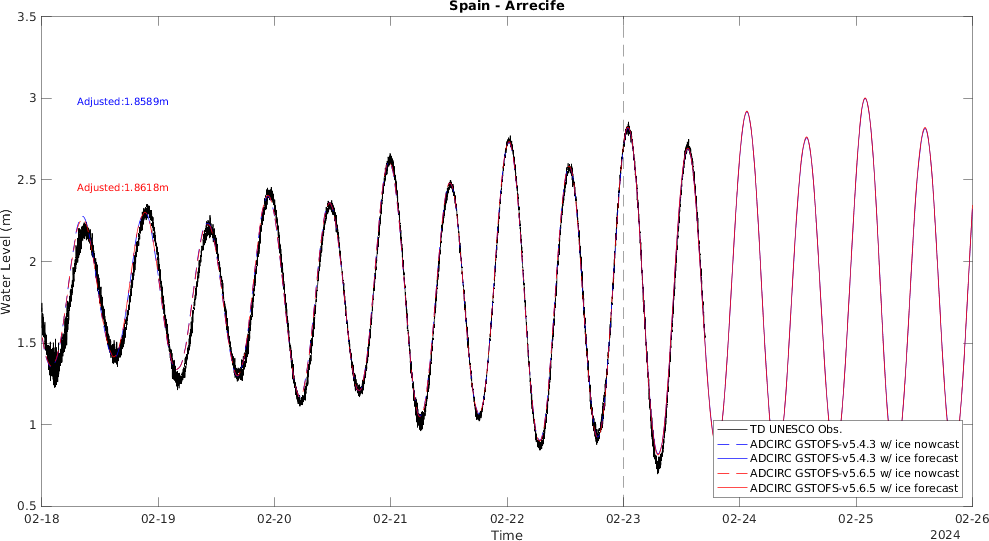 Spain - Arrecife
3.5
3
2.5
2
1.5
1
0.5
Water Level (m)
Adjusted:1.8589m
Adjusted:1.8618m
TD UNESCO Obs.
ADCIRC GSTOFS-v5.4.3 w/ ice nowcast
ADCIRC GSTOFS-v5.4.3 w/ ice forecast
ADCIRC GSTOFS-v5.6.5 w/ ice nowcast
ADCIRC GSTOFS-v5.6.5 w/ ice forecast
02-18 02-19 02-20 02-21 02-22 02-23 02-24 02-25 02-26
Time
2024